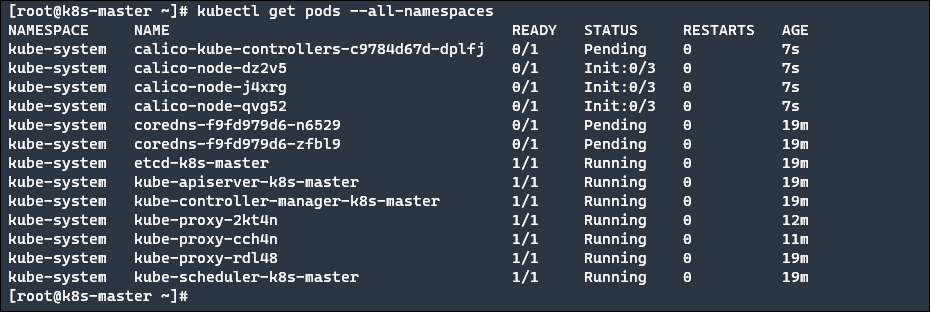 [root@k8s-master ~]# kubectl get pods --all-namespaces
NAMESPACE     NAME                                      READY   STATUS     RESTARTS   AGE
kube-system   calico-kube-controllers-c9784d67d-dplfj   0/1     Pending    0          7s
kube-system   calico-node-dz2v5                         0/1     Init:0/3   0          7s
kube-system   calico-node-j4xrg                         0/1     Init:0/3   0          7s
kube-system   calico-node-qvg52                         0/1     Init:0/3   0          7s
kube-system   coredns-f9fd979d6-n6529                   0/1     Pending    0          19m
kube-system   coredns-f9fd979d6-zfbl9                   0/1     Pending    0          19m
kube-system   etcd-k8s-master                           1/1     Running    0          19m
kube-system   kube-apiserver-k8s-master                 1/1     Running    0          19m
kube-system   kube-controller-manager-k8s-master        1/1     Running    0          19m
kube-system   kube-proxy-2kt4n                          1/1     Running    0          12m
kube-system   kube-proxy-cch4n                          1/1     Running    0          11m
kube-system   kube-proxy-rdl48                          1/1     Running    0          19m
kube-system   kube-scheduler-k8s-master                 1/1     Running    0          19m
[root@k8s-master ~]#